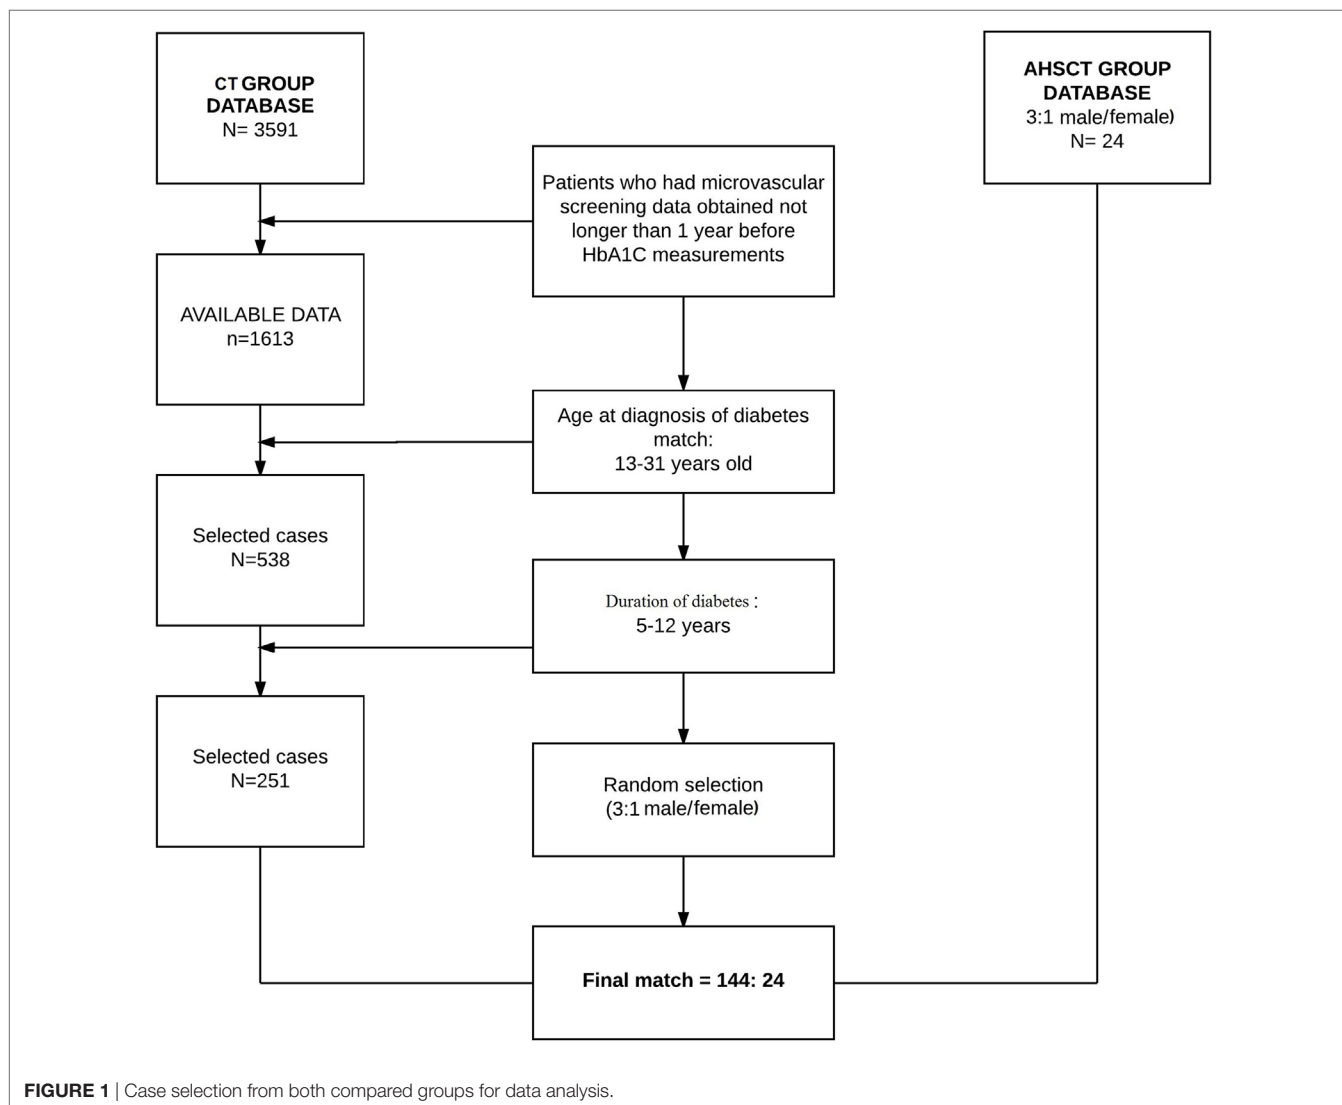 CT GROUP
DATABASE
N= 3591
AHSCT GROUP
DATABASE
3:1 male/female)
N= 24
Patients who had microvascular
screening data obtained not
longer than 1 year before
HbA1C measurements
AVAILABLE DATA
n=1613
Age at diagnosis of diabetes
match:
13-31 years old
Selected cases
N=538
Duration of diabetes :
5-12 years
Selected cases
N=251
Random selection
(3:1 male/female)
Final match = 144: 24
FIGURE 1 | Case selection from both compared groups for data analysis.